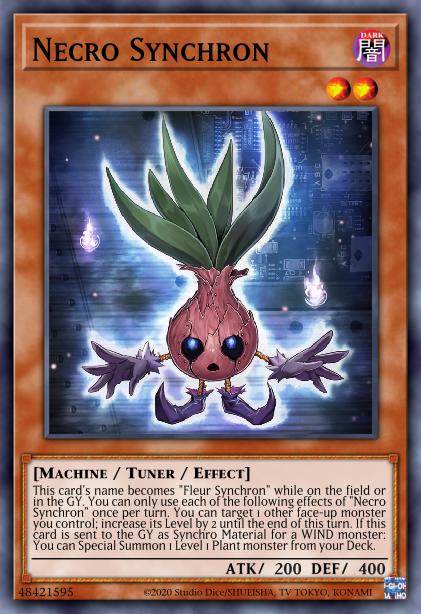 NECRO SYNCHRON
DARK
闇
[MACHINE / TUNER / EFFECT]
This card's name becomes "Fleur Synchron" while on the field or
in the GY. You can only use each of the following effects of "Necro
Synchron" once per turn. You can target 1 other face-up monster
you control; increase its Level by 2 until the end of this turn. If this
card is sent to the GY as Synchro Material for a WIND monster:
You can Special Summon 1 Level 1 Plant monster from your Deck.
ATK/ 200 DEF/ 400
48421595
©2020 Studio Dice/SHUEISHA, TV TOKYO, KONAMI